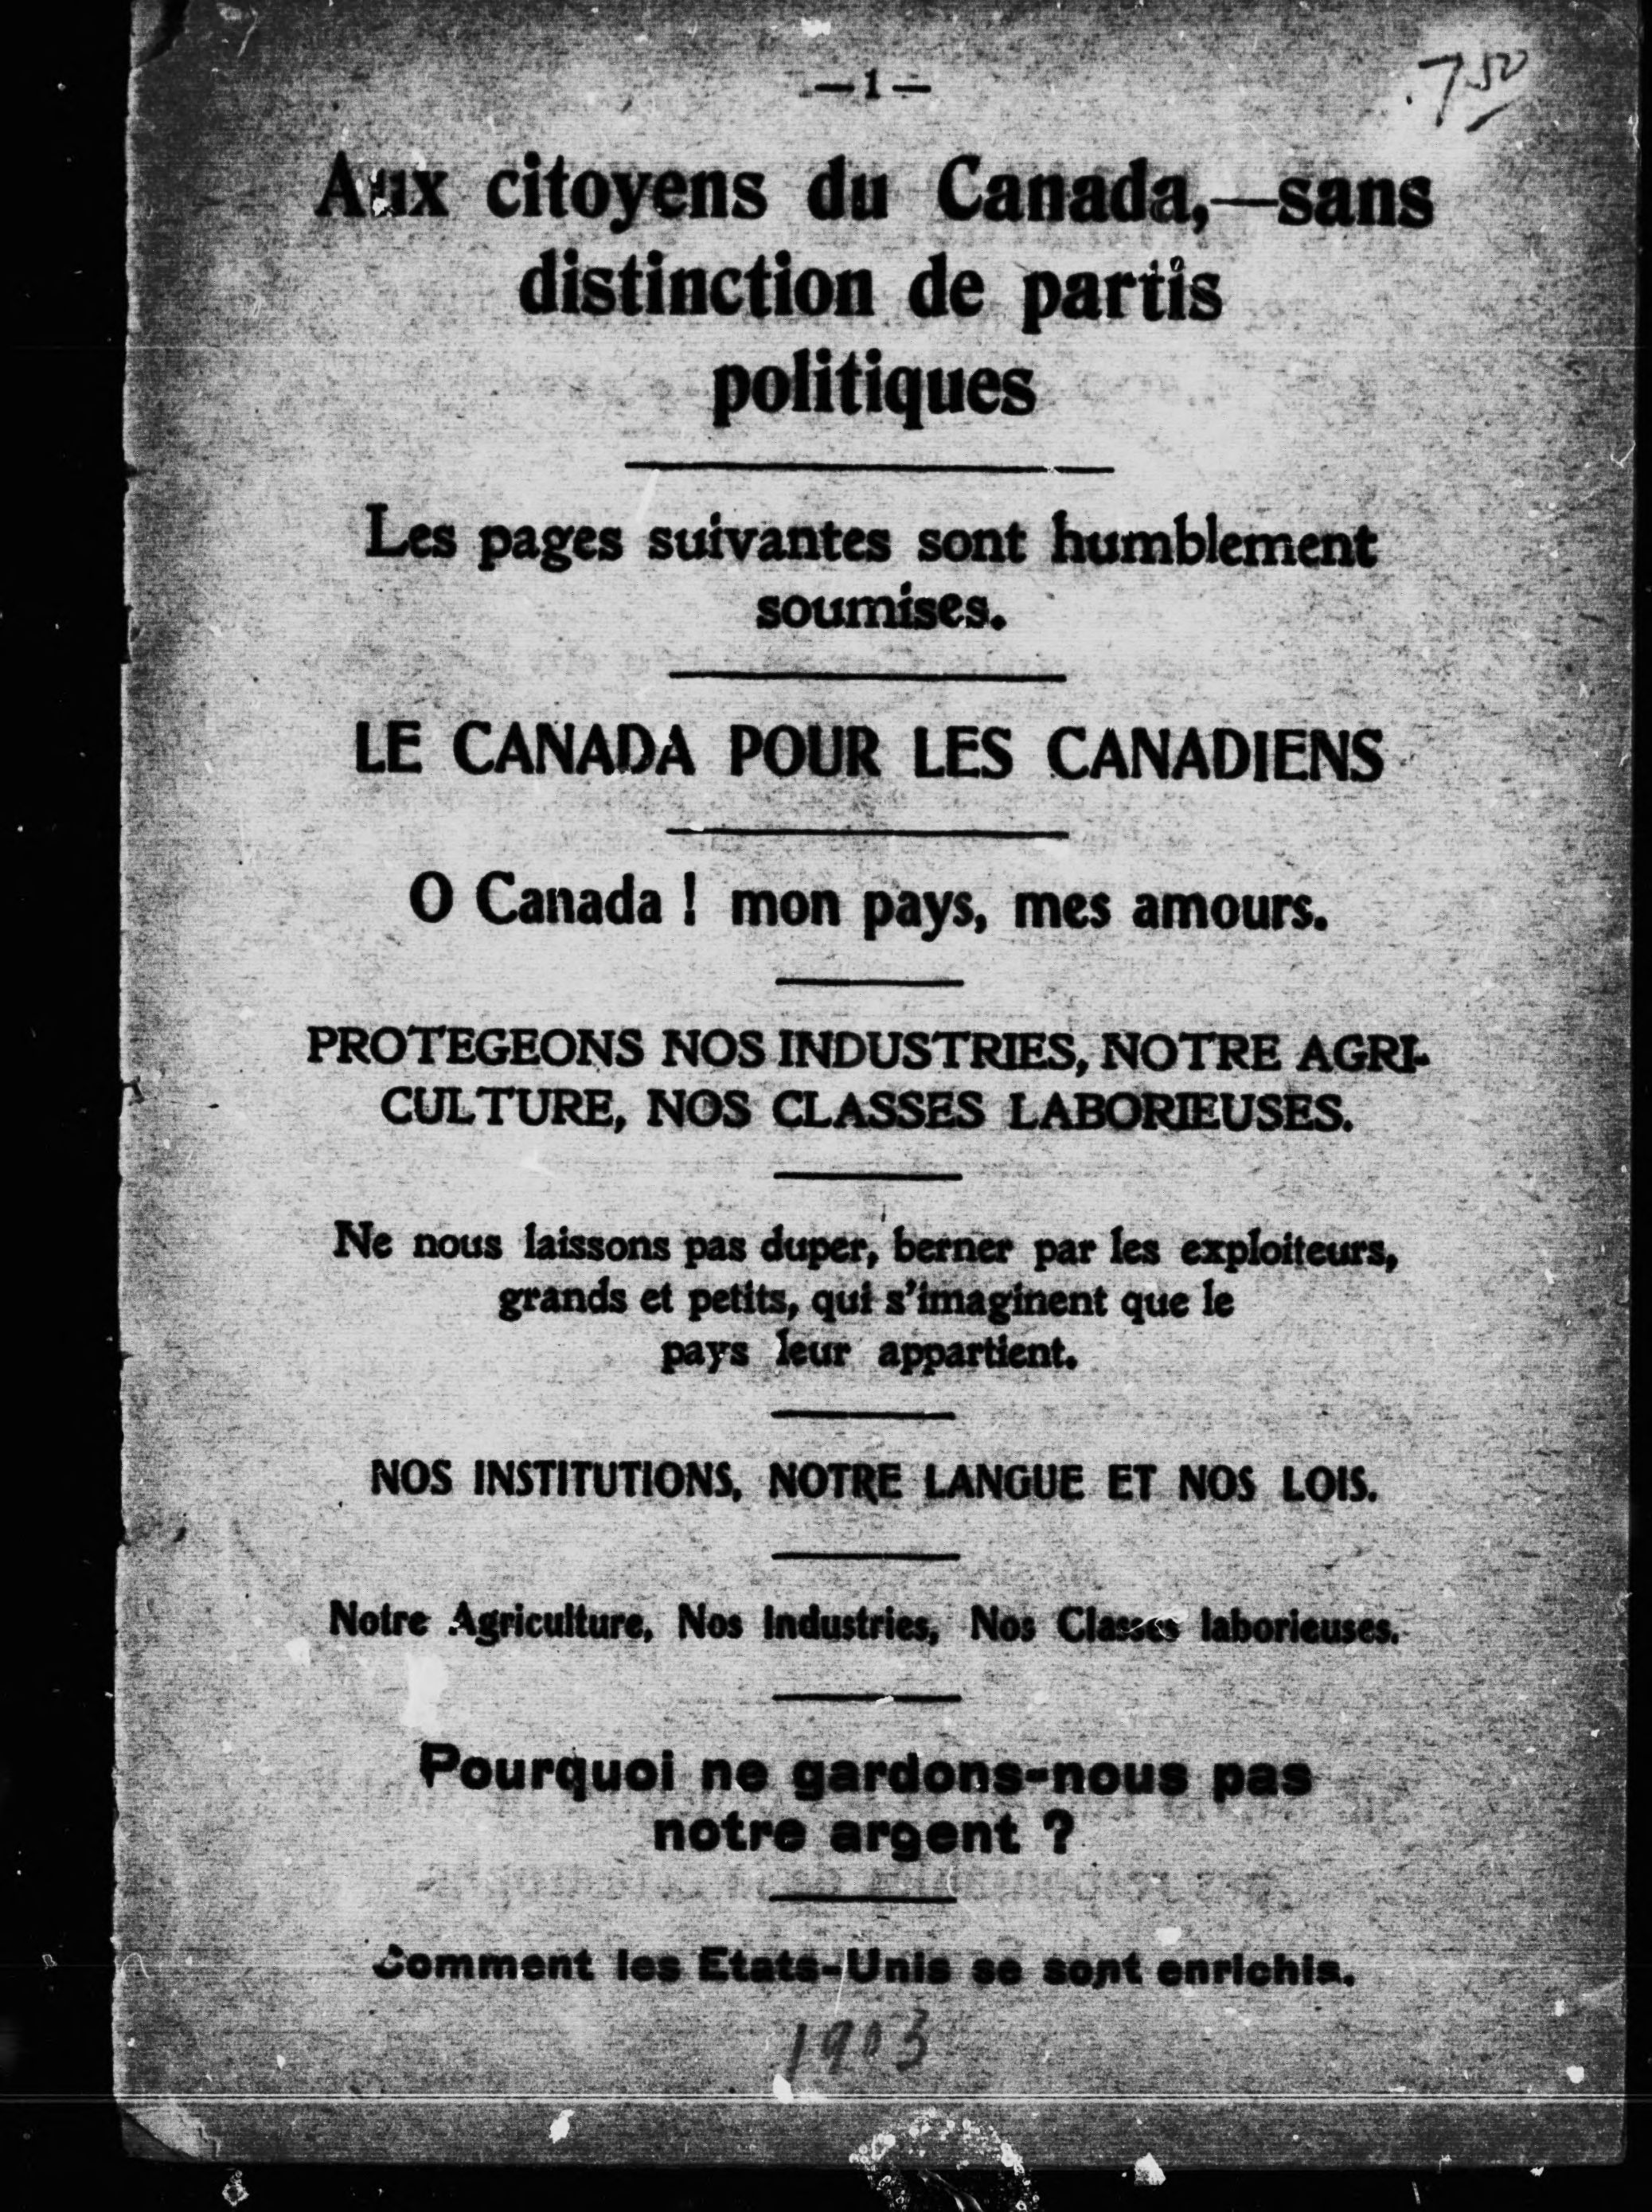 —1—
.7.50
Aux citoyens du Canada,—sans
distinction de partis
politiques
Les pages suivantes sont humblement
soumises.
LE CANADA POUR LES CANADIENS
O Canada ! mon pays, mes amours.
PROTEGEONS NOS INDUSTRIES, NOTRE AGRI-
CULTURE, NOS CLASSES LABORIEUSES.
Ne nous laissons pas duper, berner par les exploiteurs,
grands et petits, qui s'imaginent que le
pays leur appartient.
NOS INSTITUTIONS, NOTRE LANGUE ET NOS LOIS.
Notre Agriculture, Nos Industries, Nos Classes laborieuses.
Pourquoi ne gardons-nous pas
notre argent ?
Comment les Etats-Unis se sont enrichis.
1903